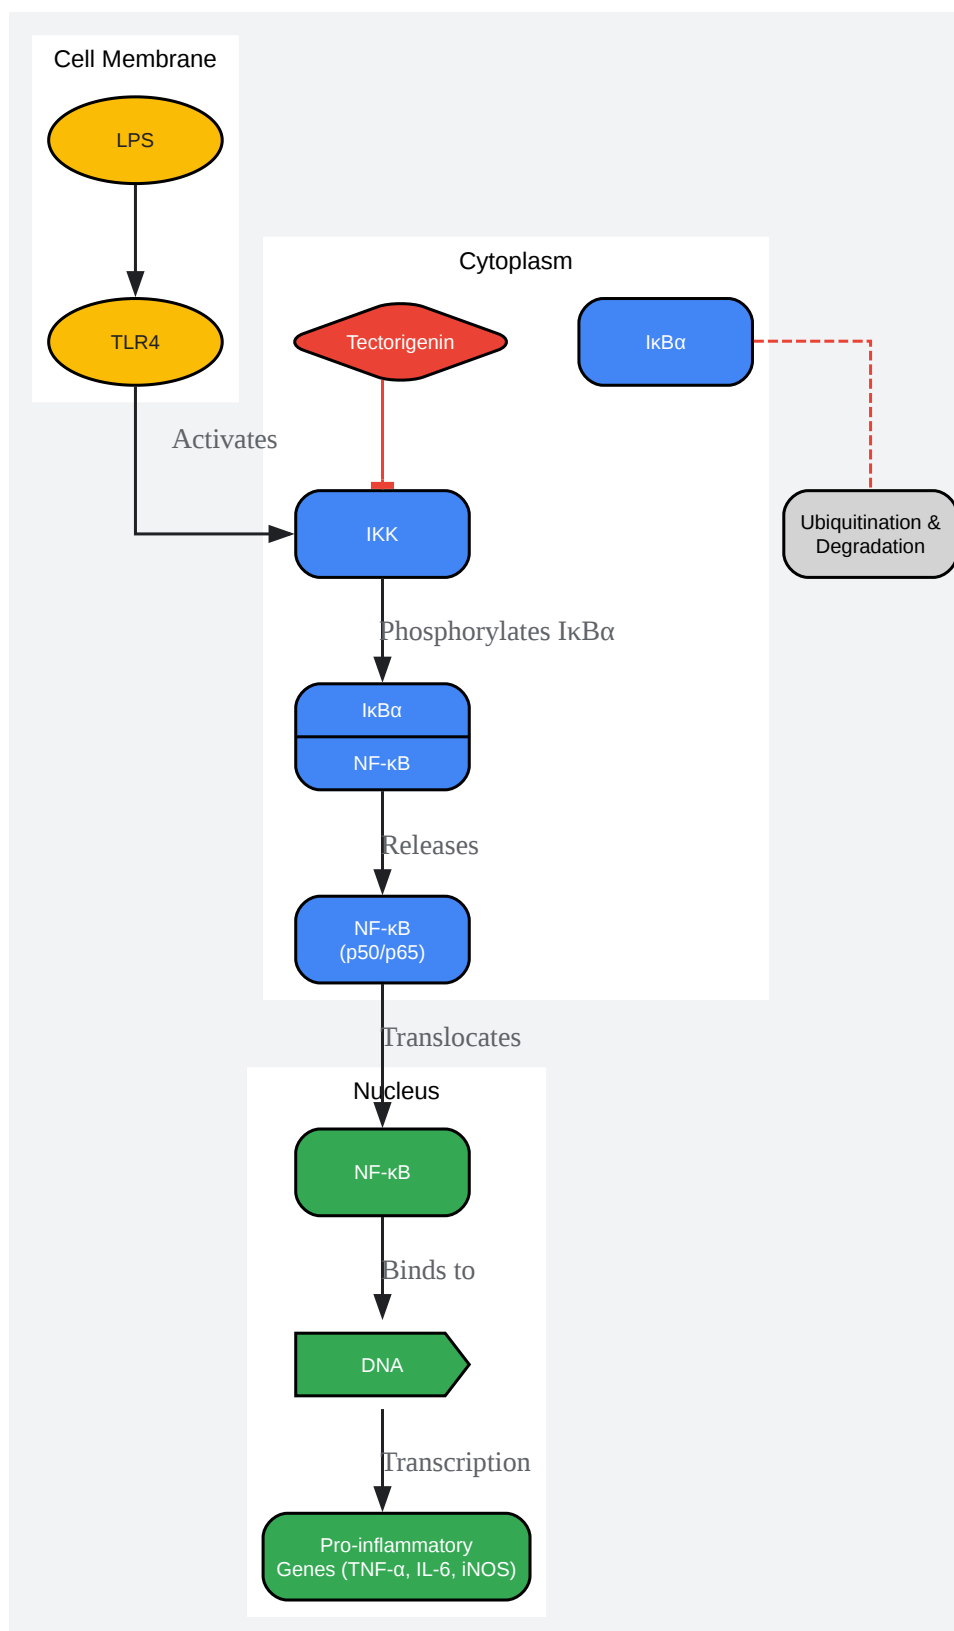 Cell Membrane
LPS
TLR4
Activates
Cytoplasm
Tectorigenin
IκBα
Ubiquitination &
Degradation
IKK
Phosphorylates IκBα
IκBα
NF-κB
Releases
NF-κB
(p50/p65)
Translocates
Nucleus
NF-κB
Binds to
DNA
Transcription
Pro-inflammatory
Genes (TNF-α, IL-6, iNOS)